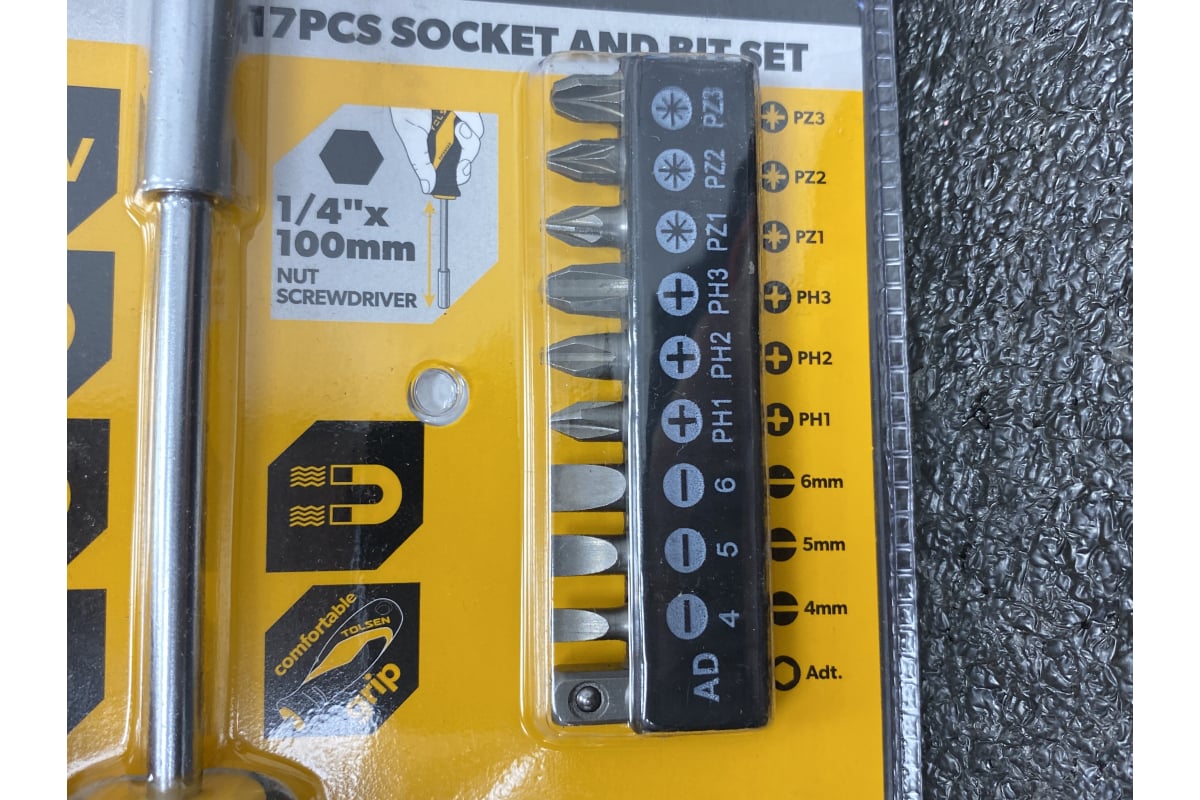 17PCS SOCKET AND BIT SET
1/4"x
100mm
NUT
SCREWDRIVER
comfortable
TOLSEN
grip
PZ3
PZ2
PZ1
PH3
PH2
PH1
6
5
4
AD
PZ3
PZ2
PZ1
PH3
PH2
PH1
6mm
5mm
4mm
Adt.